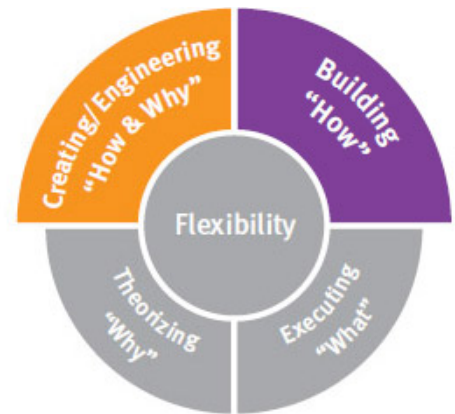 Creating/Engineering
“How & Why”
Building
“How”
Flexibility
Theorizing
“Why”
Executing
“What”